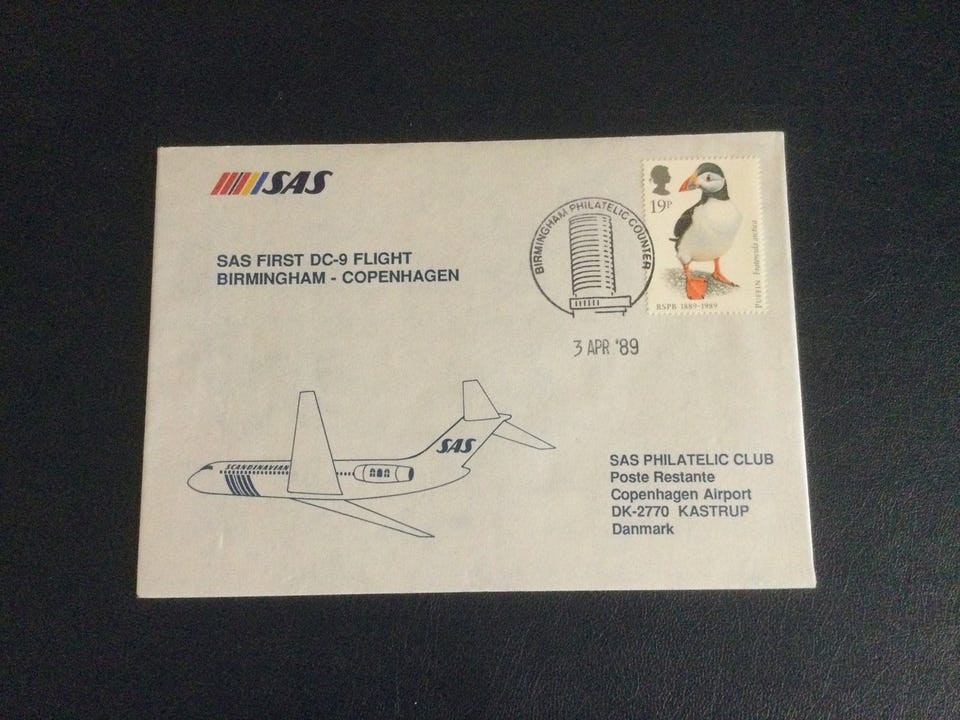 SAS
SAS FIRST DC-9 FLIGHT
BIRMINGHAM - COPENHAGEN
BIRMINGHAM PHILATELIC COUNTER
3 APR '89
19P
PUFFIN Fratercula arctica
RSPB 1889-1989
SCANDINAVIAN
SAS
SAS PHILATELIC CLUB
Poste Restante
Copenhagen Airport
DK-2770 KASTRUP
Danmark